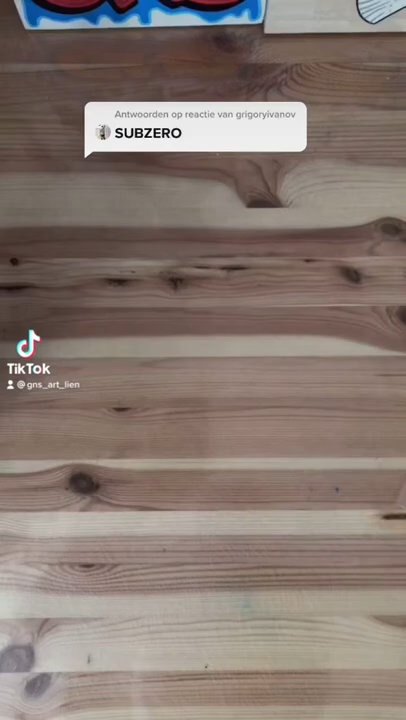 Antwoorden op reactie van grigoryivanov
SUBZERO
TikTok
@gns_art_lien